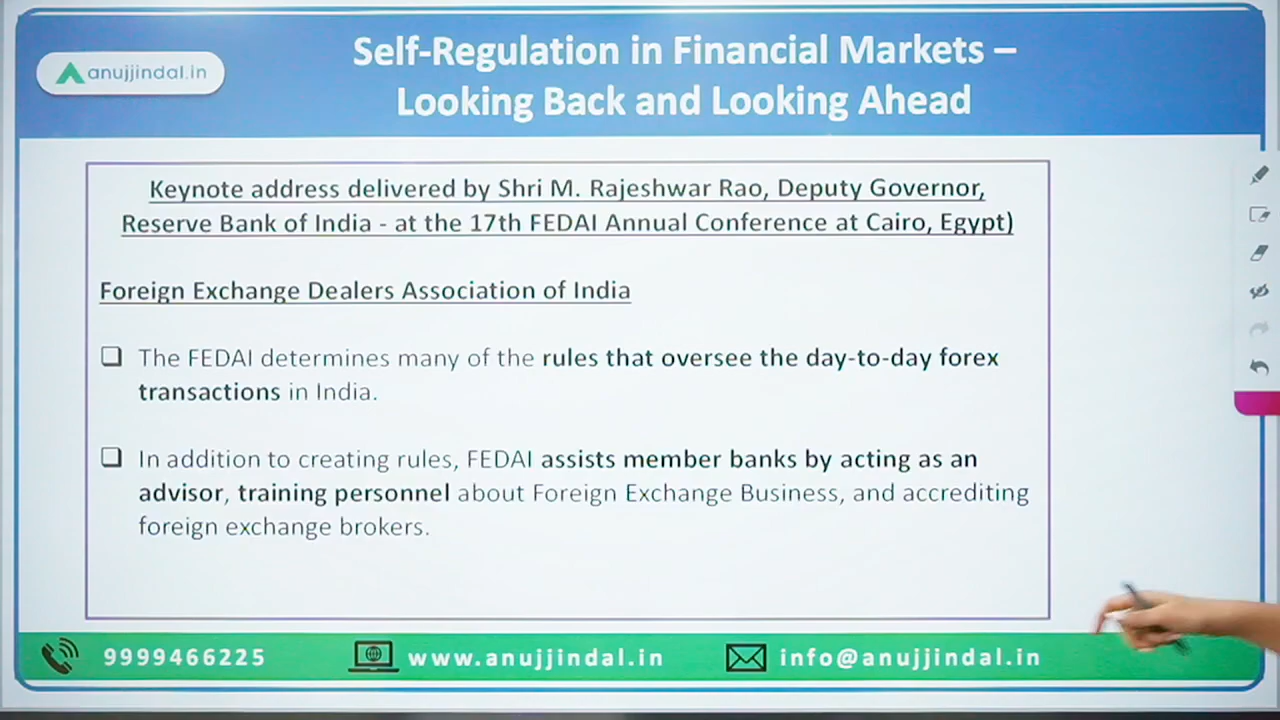 anujjindal.in
Self-Regulation in Financial Markets –
Looking Back and Looking Ahead
Keynote address delivered by Shri M. Rajeshwar Rao, Deputy Governor,
Reserve Bank of India - at the 17th FEDAI Annual Conference at Cairo, Egypt)
Foreign Exchange Dealers Association of India
The FEDAI determines many of the rules that oversee the day-to-day forex
transactions in India.
In addition to creating rules, FEDAI assists member banks by acting as an
advisor, training personnel about Foreign Exchange Business, and accrediting
foreign exchange brokers.
9999466225
www.anujjindal.in
info@anujjindal.in